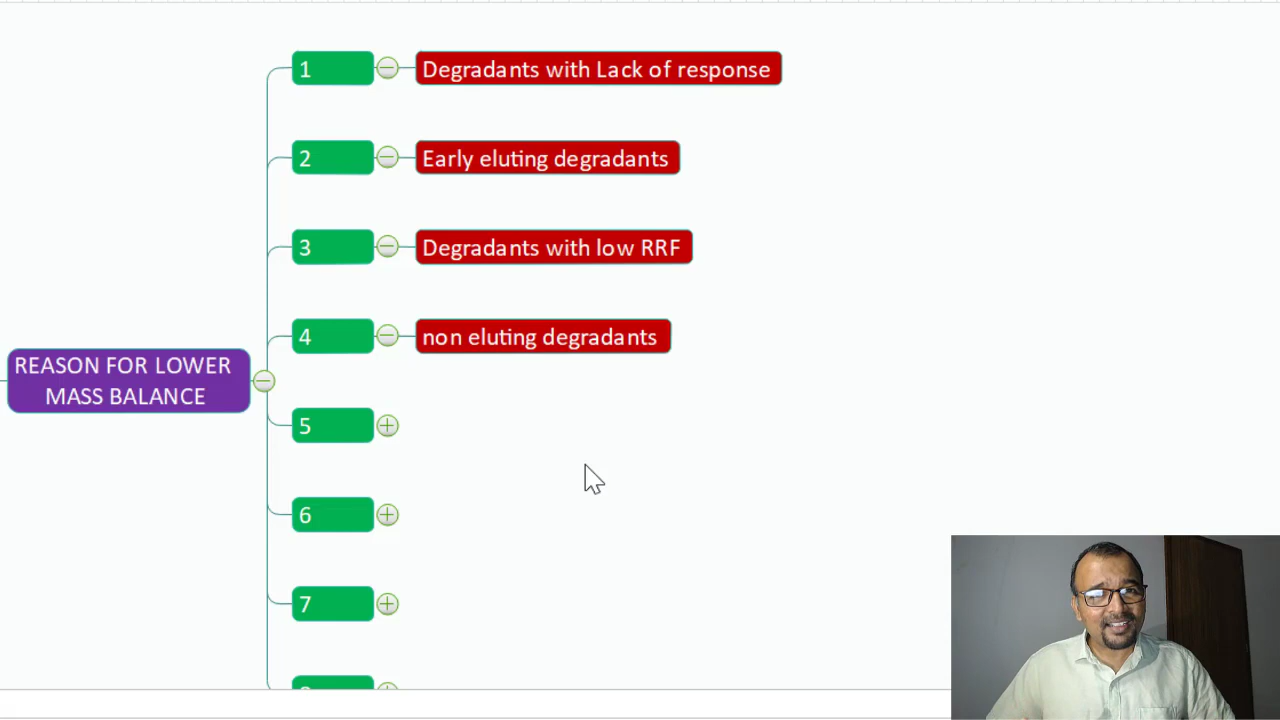 1
Degradants with Lack of response
2
Early eluting degradants
3
Degradants with low RRF
4
non eluting degradants
REASON FOR LOWER
MASS BALANCE
5
6
7